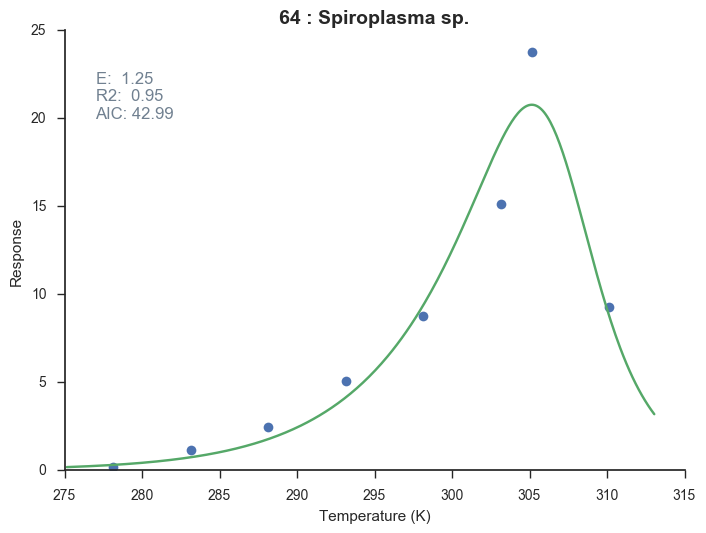 64 : Spiroplasma sp.
25
E:  1.25
R2:  0.95
AIC: 42.99
20
15
Response
10
5
0
275 280 285 290 295 300 305 310 315
Temperature (K)